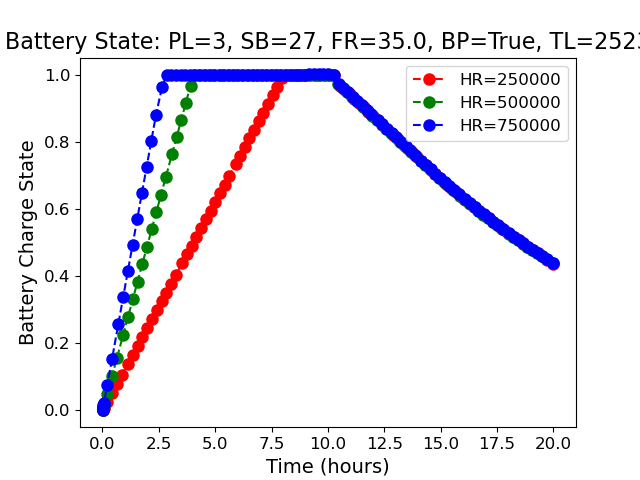 Battery State: PL=3, SB=27, FR=35.0, BP=True, TL=2523
HR=250000
HR=500000
HR=750000
Battery Charge State
1.0
0.8
0.6
0.4
0.2
0.0
0.0 2.5 5.0 7.5 10.0 12.5 15.0 17.5 20.0
Time (hours)